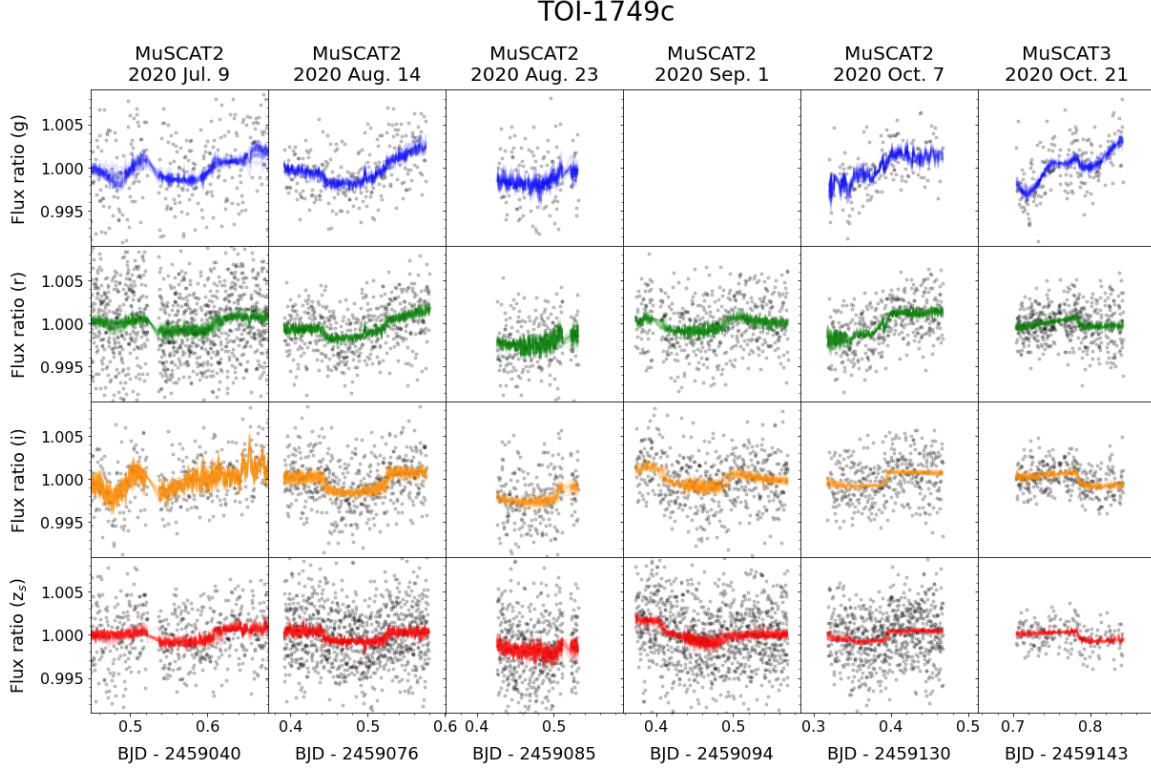 TOI-1749c
MuSCAT2 MuSCAT2 MuSCAT2 MuSCAT2 MuSCAT2 MuSCAT3
2020 Jul. 9 2020 Aug. 14 2020 Aug. 23 2020 Sep. 1 2020 Oct. 7 2020 Oct. 21
Flux ratio (g)
1.005
1.000
0.995
Flux ratio (r)
1.005
1.000
0.995
Flux ratio (i)
1.005
1.000
0.995
Flux ratio (z_s)
1.005
1.000
0.995
0.5 0.6 0.4 0.5 0.6 0.4 0.5 0.4 0.5 0.3 0.4 0.5 0.7 0.8
BJD - 2459040 BJD - 2459076 BJD - 2459085 BJD - 2459094 BJD - 2459130 BJD - 2459143